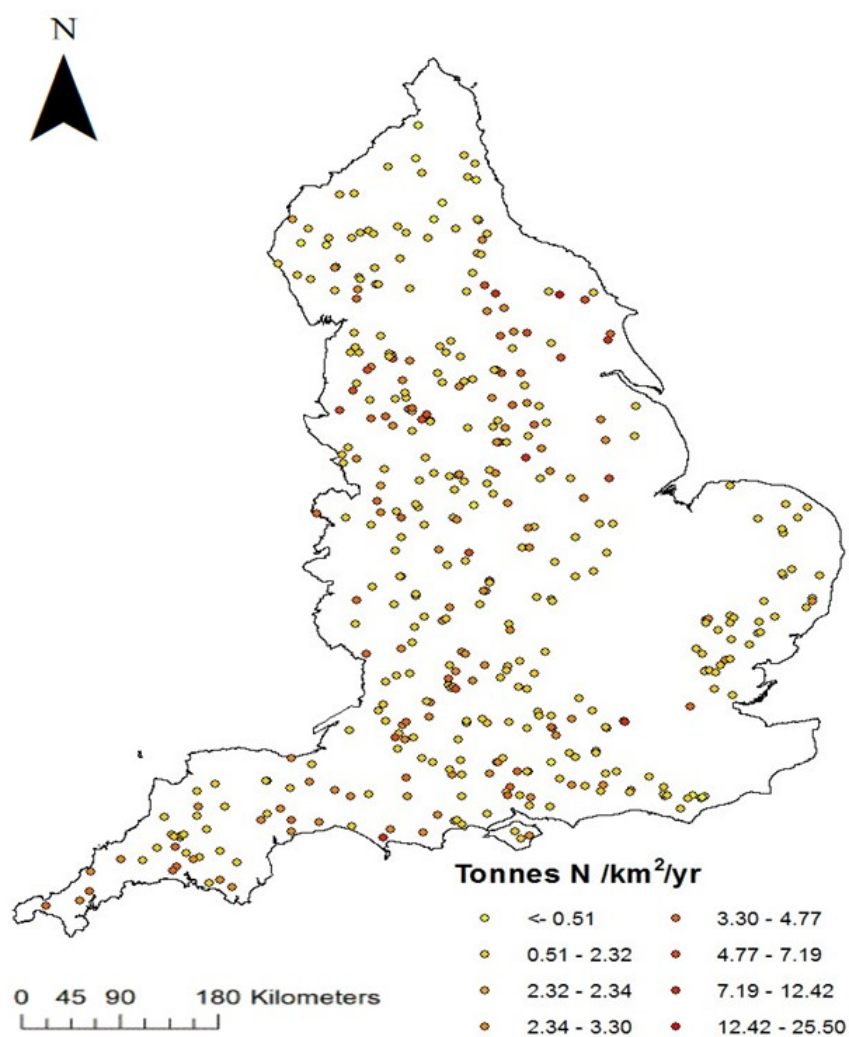 N
Tonnes N /km²/yr
<- 0.51
3.30 - 4.77
0.51 - 2.32
4.77 - 7.19
2.32 - 2.34
7.19 - 12.42
2.34 - 3.30
12.42 - 25.50
0 45 90 180 Kilometers